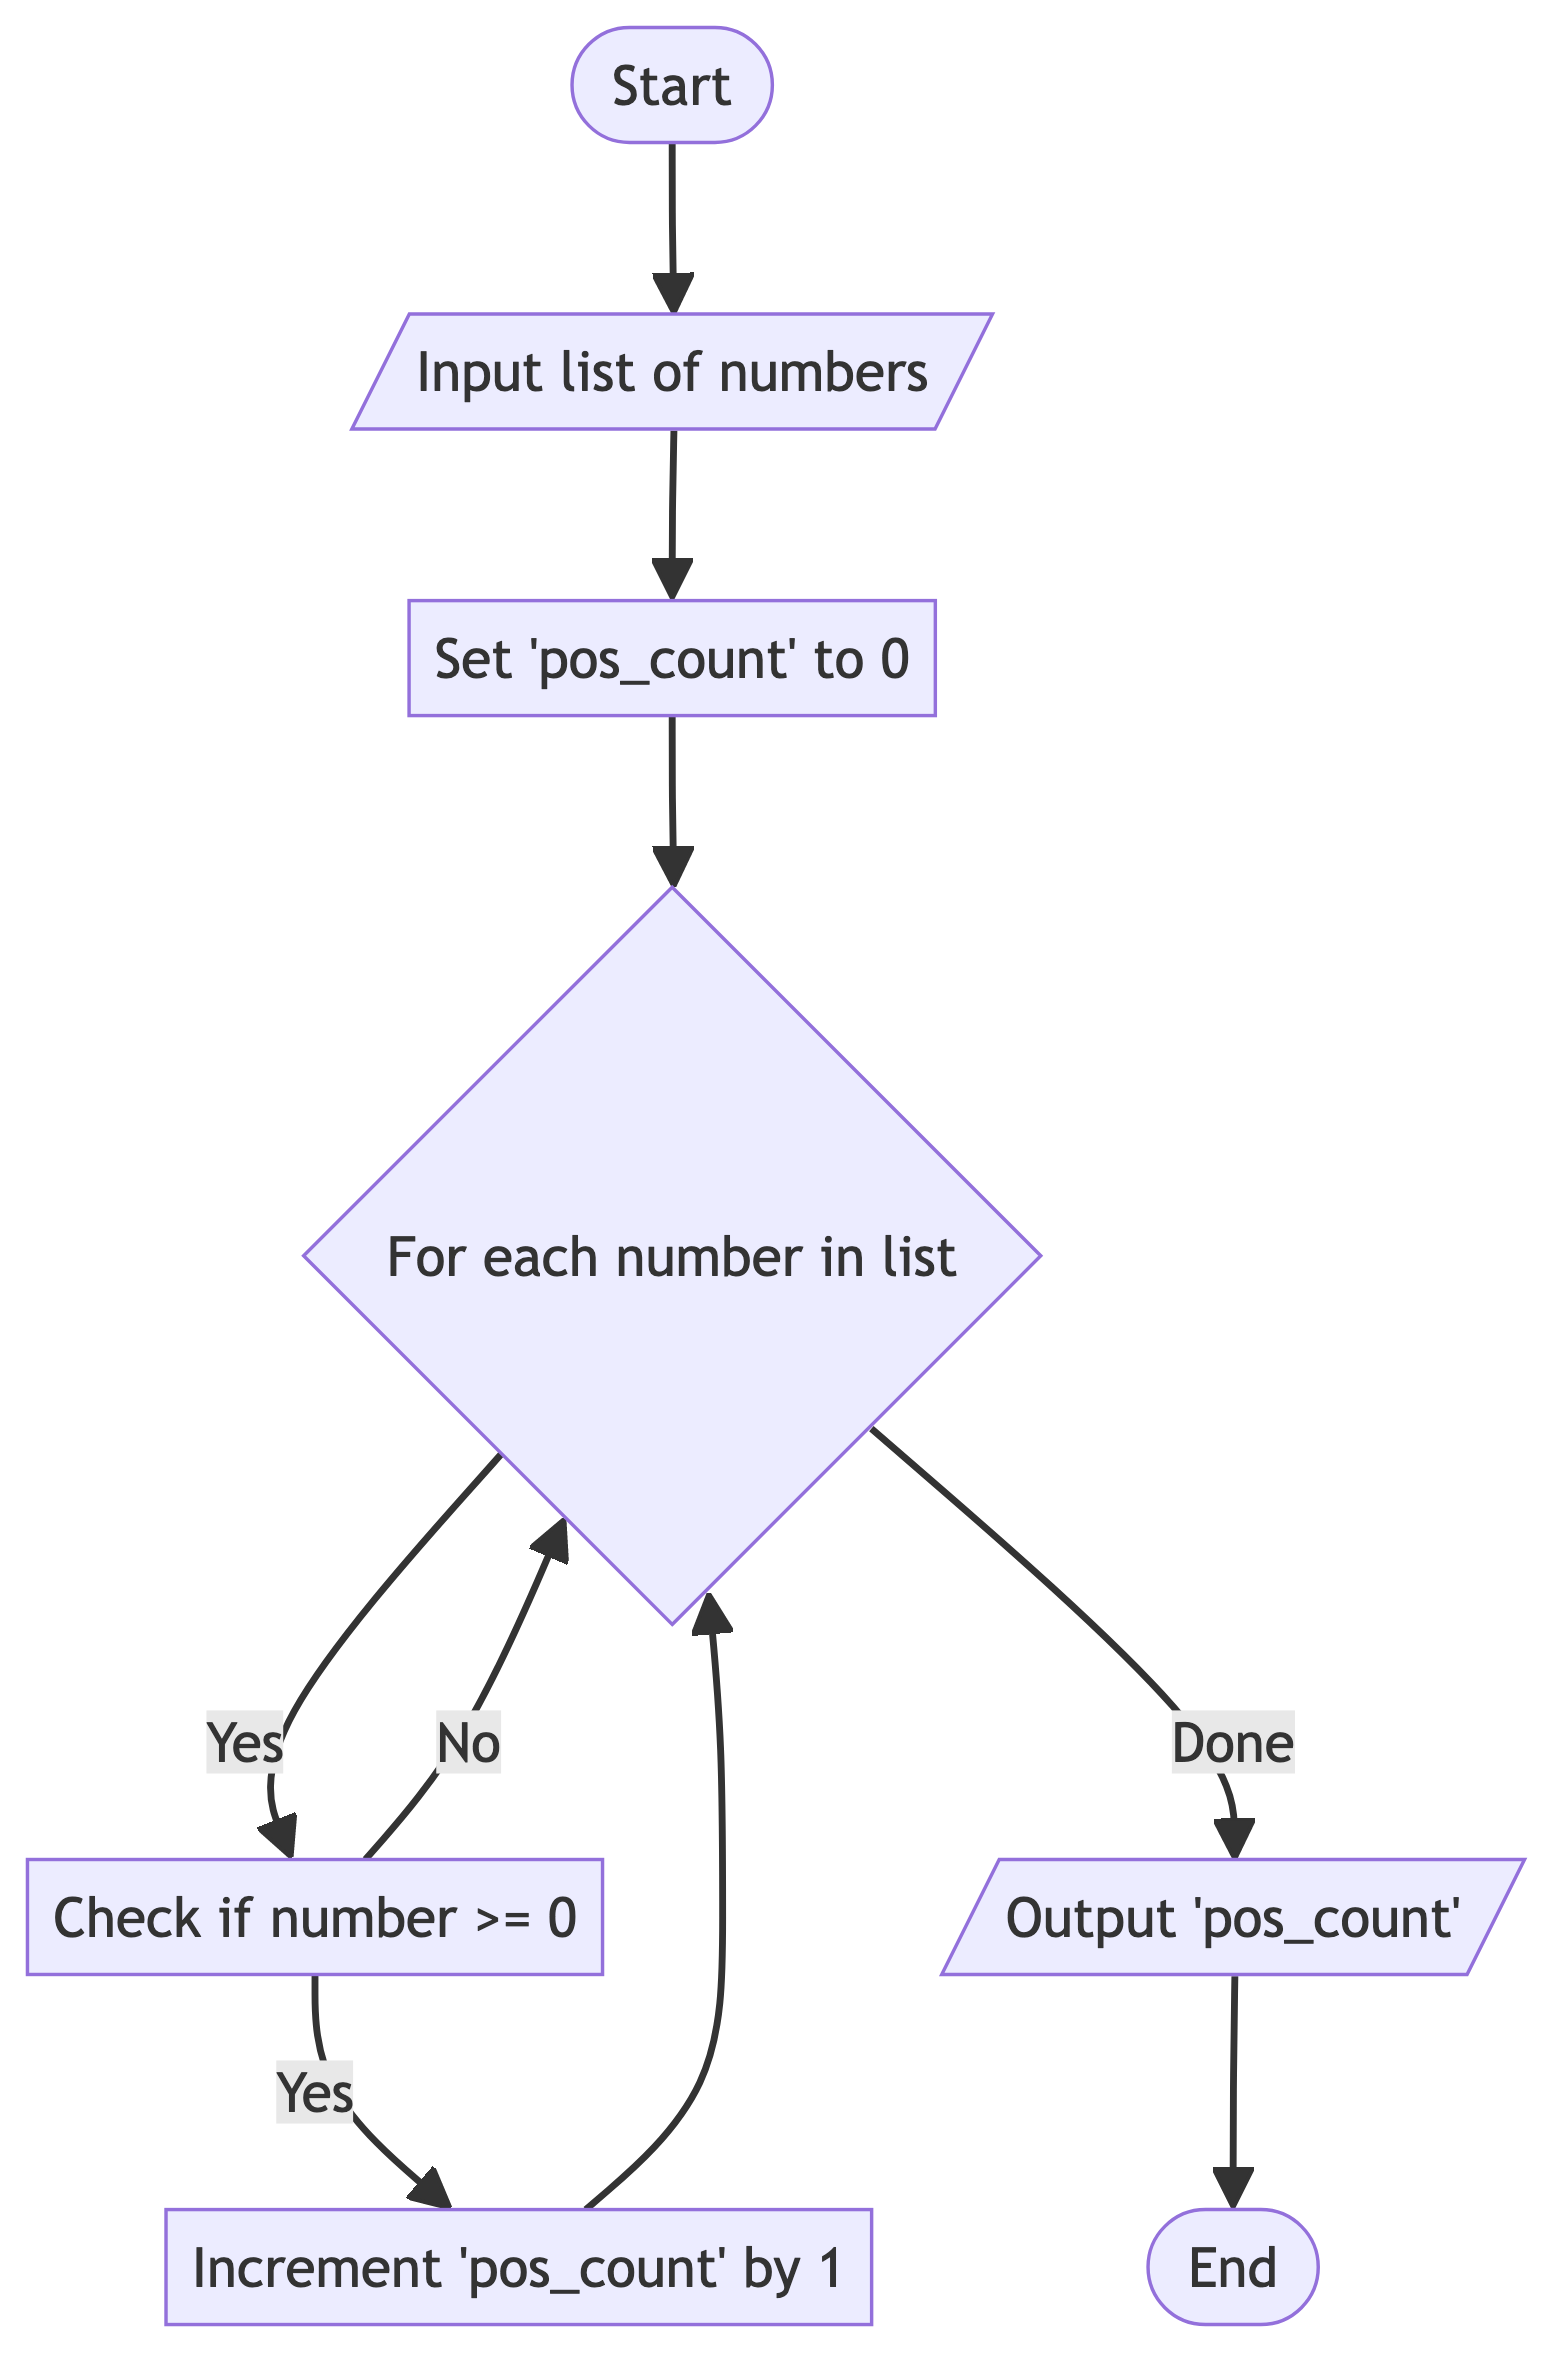 Start
Input list of numbers
Set 'pos_count' to 0
For each number in list
Yes
No
Done
Check if number >= 0
Output 'pos_count'
Yes
Increment 'pos_count' by 1
End